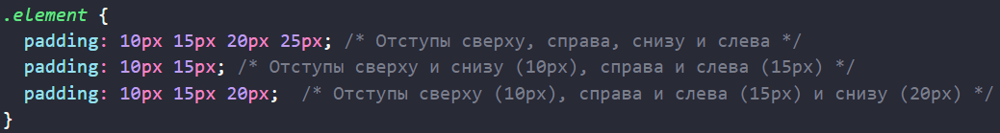 .element {
  padding: 10px 15px 20px 25px; /* Отступы сверху, справа, снизу и слева */
  padding: 10px 15px; /* Отступы сверху и снизу (10px), справа и слева (15px) */
  padding: 10px 15px 20px;  /* Отступы сверху (10px), справа и слева (15px) и снизу (20px) */
}